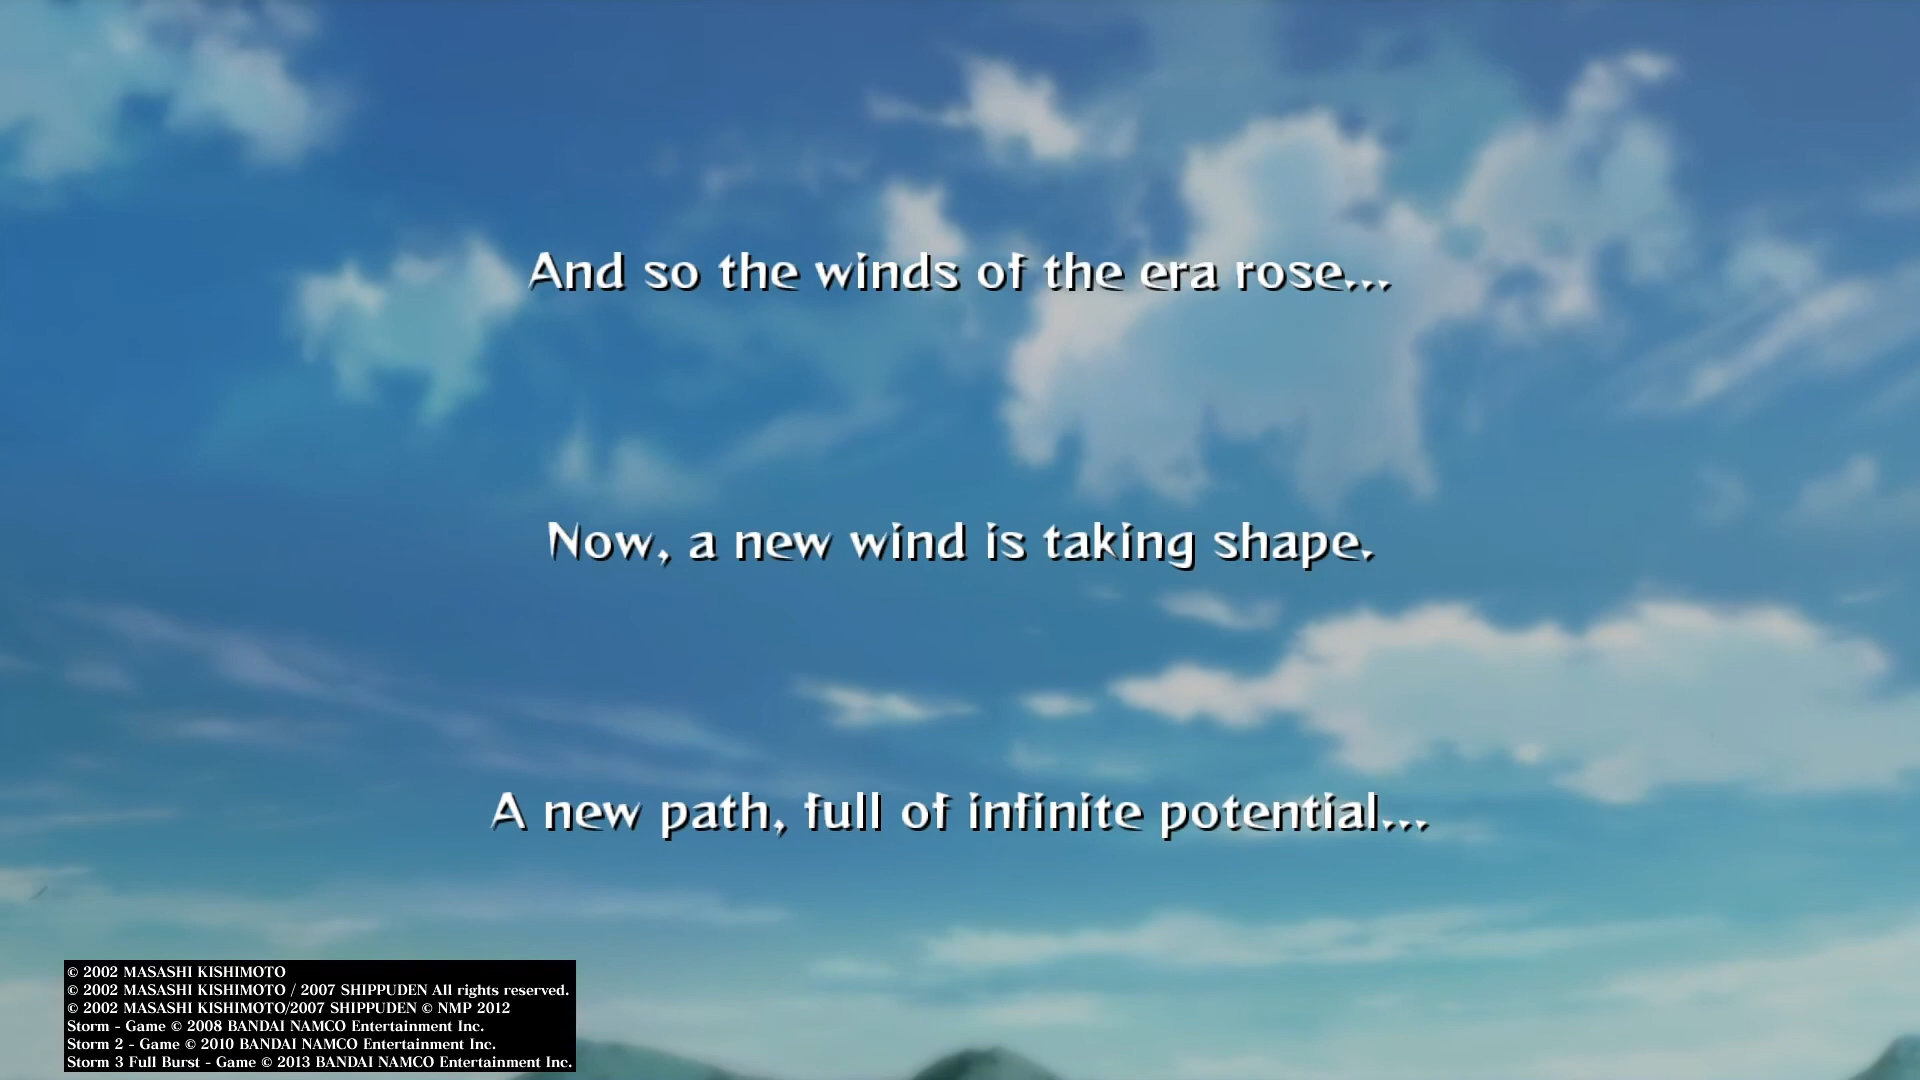 And so the winds of the era rose...
Now, a new wind is taking shape.
A new path, full of infinite potential...
© 2002 MASASHI KISHIMOTO
© 2002 MASASHI KISHIMOTO / 2007 SHIPPUDEN All rights reserved.
© 2002 MASASHI KISHIMOTO/2007 SHIPPUDEN © NMP 2012
Storm - Game © 2008 BANDAI NAMCO Entertainment Inc.
Storm 2 - Game © 2010 BANDAI NAMCO Entertainment Inc.
Storm 3 Full Burst - Game © 2013 BANDAI NAMCO Entertainment Inc.